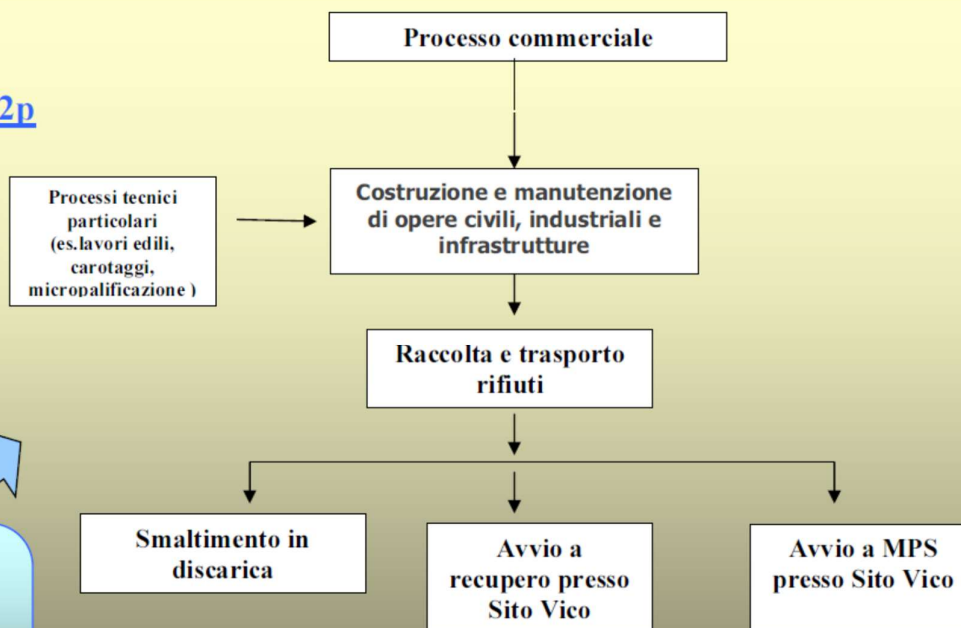 Processo commerciale
2p
Processi tecnici
particolari
(es.lavori edili,
carotaggi,
micropalificazione )
Costruzione e manutenzione
di opere civili, industriali e
infrastrutture
Raccolta e trasporto
rifiuti
Smaltimento in
discarica
Avvio a
recupero presso
Sito Vico
Avvio a MPS
presso Sito Vico